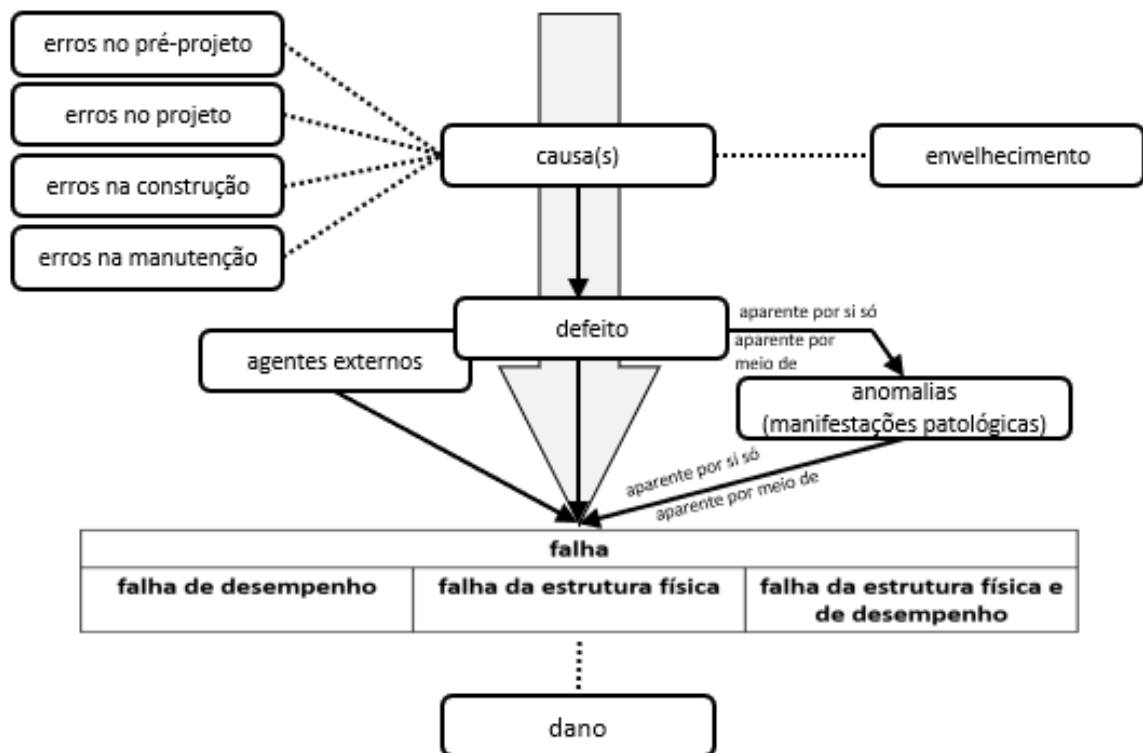 erros no pré-projeto
erros no projeto
causa(s)
envelhecimento
erros na construção
erros na manutenção
defeito
aparente por si só
aparente por
meio de
agentes externos
anomalias
(manifestações patológicas)
aparente por si só
aparente por meio de
falha
falha de desempenho
falha da estrutura física
falha da estrutura física e
de desempenho
dano